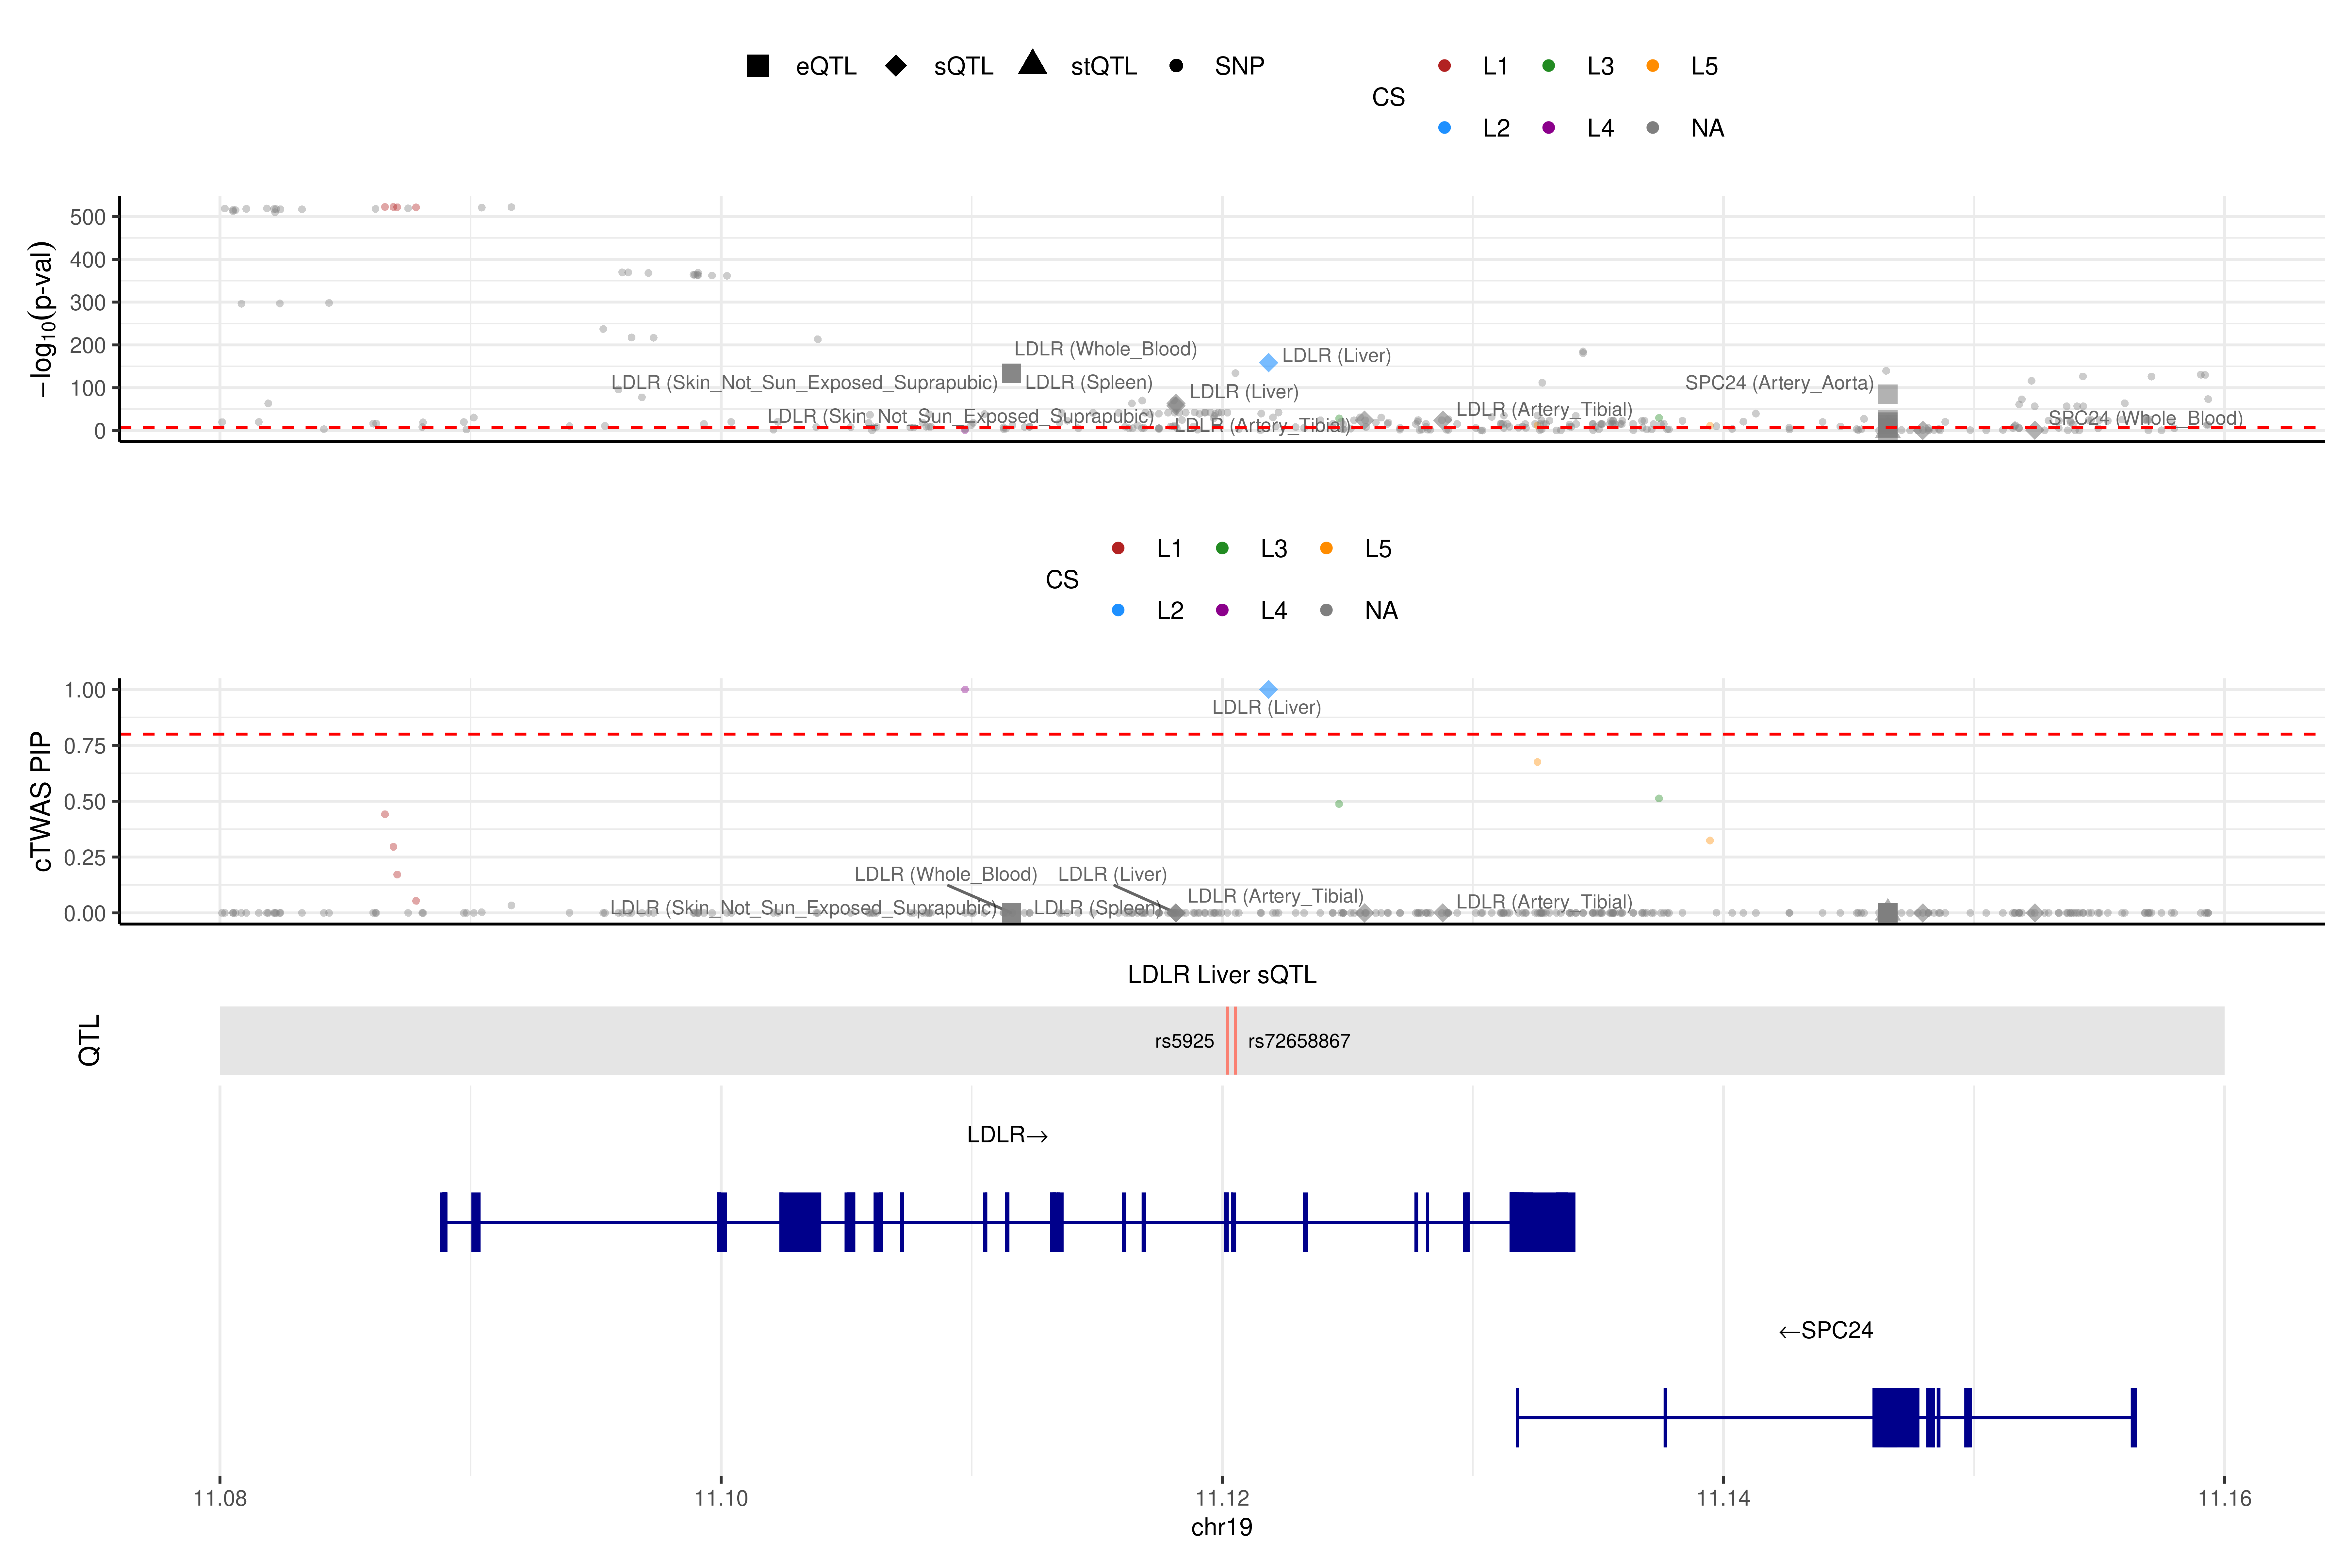 eQTL sQTL stQTL SNP
CS
L1 L3 L5
L2 L4 NA
−log10(p-val)
500
400
300
200
100
0
LDLR (Whole_Blood)
LDLR (Liver)
LDLR (Skin_Not_Sun_Exposed_Suprapubic)
LDLR (Spleen)
LDLR (Liver)
SPC24 (Artery_Aorta)
LDLR (Skin_Not_Sun_Exposed_Suprapubic)
LDLR (Artery_Tibial)
LDLR (Artery_Tibial)
SPC24 (Whole_Blood)
CS
L1 L3 L5
L2 L4 NA
cTWAS PIP
1.00
0.75
0.50
0.25
0.00
LDLR (Liver)
LDLR (Whole_Blood)
LDLR (Liver)
LDLR (Artery_Tibial)
LDLR (Skin_Not_Sun_Exposed_Suprapubic)
LDLR (Spleen)
LDLR (Artery_Tibial)
LDLR Liver sQTL
QTL
rs5925
rs72658867
LDLR→
←SPC24
11.08 11.10 11.12 11.14 11.16
chr19